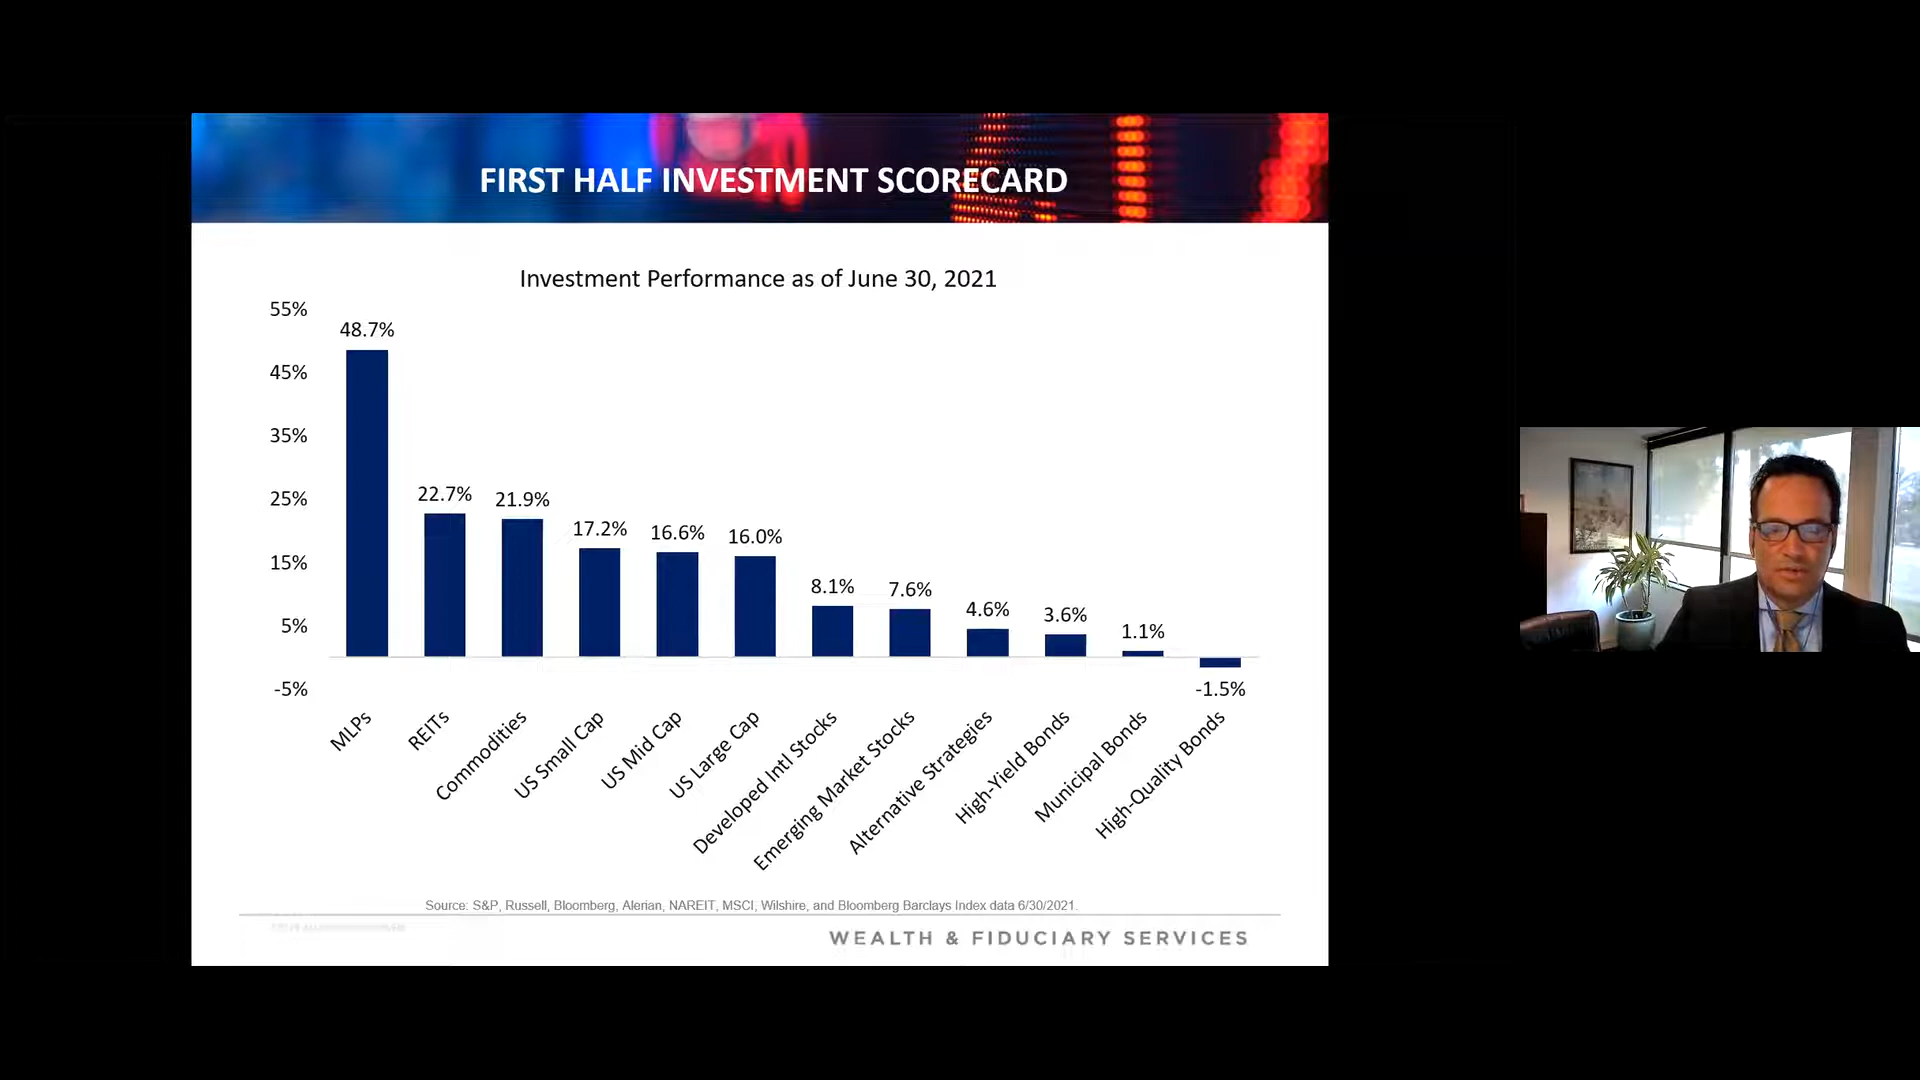 FIRST HALF INVESTMENT SCORECARD
Investment Performance as of June 30, 2021
55%
45%
35%
25%
15%
5%
-5%
48.7%
22.7%
21.9%
17.2%
16.6%
16.0%
8.1%
7.6%
4.6%
3.6%
1.1%
-1.5%
MLPs
REITs
Commodities
US Small Cap
US Mid Cap
US Large Cap
Developed Intl Stocks
Emerging Market Stocks
Alternative Strategies
High-Yield Bonds
Municipal Bonds
High-Quality Bonds
Source: S&P, Russell, Bloomberg, Alerian, NAREIT, MSCI, Wilshire, and Bloomberg Barclays Index data 6/30/2021.
WEALTH & FIDUCIARY SERVICES